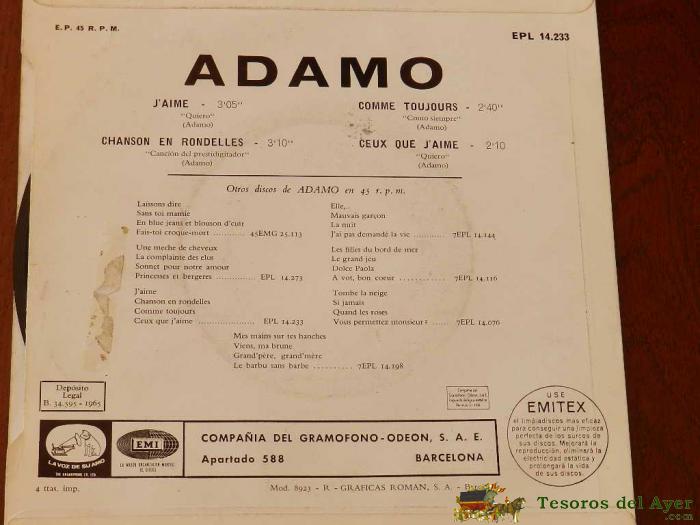 E. P. 45 R. P. M.
EPL 14.233
ADAMO
J'AIME - 3'05"
"Quiero"
(Adamo)
COMME TOUJOURS - 2'40"
"Como siempre"
(Adamo)
CHANSON EN RONDELLES - 3'10"
"Canción del prestidigitador"
(Adamo)
CEUX QUE J'AIME - 2'10
"Quiero"
(Adamo)
Otros discos de ADAMO en 45 r. p. m.
Laissons dire
Sans toi mamie
En blue jeans et blouson d'cuir
Fais-toi croque-mort ........... 45EMG 25.113
Elle,..
Mauvais garçon
La nuit
J'ai pas demandé la vie ........... 7EPL 14.144
Une meche de cheveux
La complainte des elus
Sonnet pour notre amour
Princesses et bergeres ............. EPL 14.273
Les filles du bord de mer
Le grand jeu
Dolce Paola
A vot, bon coeur ............. 7EPL 14.116
J'aime
Chanson en rondelles
Comme toujours
Ceux que j'aime .................. EPL 14.233
Tombe la neige
Si jamais
Quand les roses
Vous permettez monsieur? ...... 7EPL 14.076
Mes mains sur tes hanches
Viens, ma brune
Grand'père, grand'mère
Le barbu sans barbe .......... 7EPL 14.198
Depósito
Legal
B. 34.595 - 1965
LA VOZ DE SU AMO
EMI
COMPAÑIA DEL GRAMOFONO-ODEON, S. A. E.
Apartado 588
BARCELONA
USE
EMITEX
el limpiadiscos mas eficaz
para conseguir una limpieza
perfecta de los surcos de
sus discos. Mejorará la
reproducción, eliminará la
electricidad estática y
prolongará la vida
de sus discos.
4 ttas. imp.
Mod. 8923 - R - GRAFICAS ROMAN, S. A. -
Tesoros del Ayer
.com